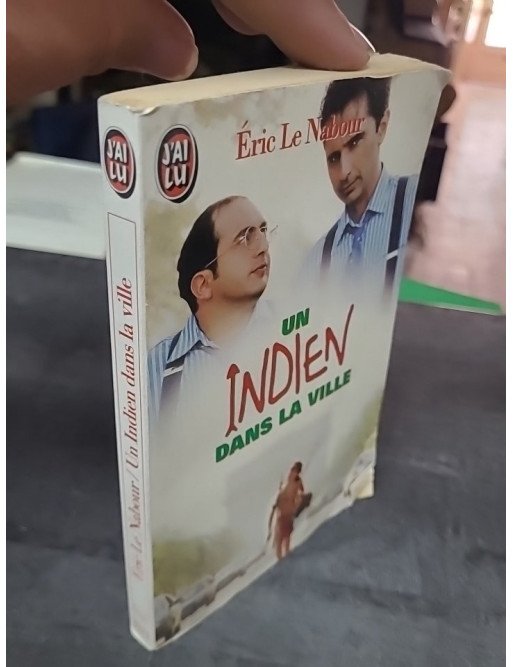 J'AI
LU
Éric Le Nabour / Un Indien dans la ville
J'AI
LU
Éric Le Nabour
UN
INDIEN
DANS LA VILLE